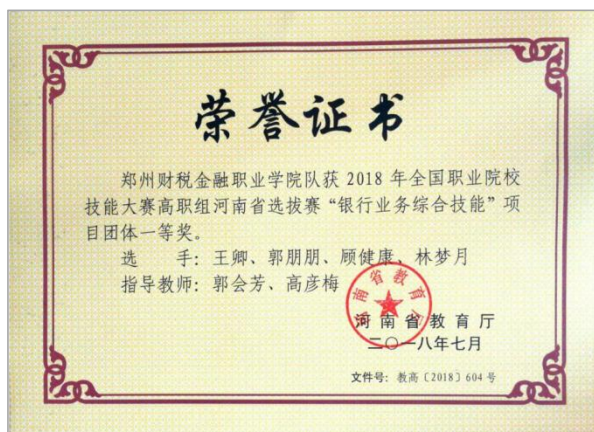 荣誉证书
郑州财税金融职业学院队获 2018 年全国职业院校
技能大赛高职组河南省选拔赛“银行业务综合技能”项
目团体一等奖。
选 手：王卿、郭朋朋、顾健康、林梦月
指导教师：郭会芳、高彦梅
河南省教育厅
河南省教育厅
二〇一八年七月
文件号：教高〔2018〕604 号